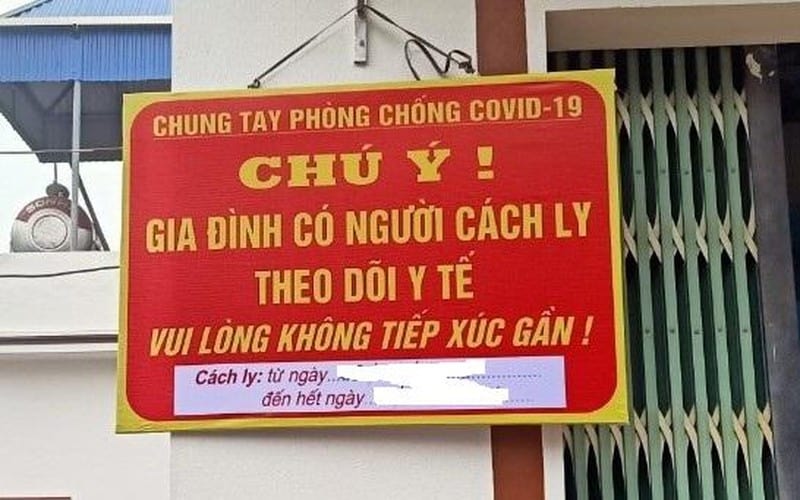 CHUNG TAY PHÒNG CHỐNG COVID-19
CHÚ Ý !
GIA ĐÌNH CÓ NGƯỜI CÁCH LY
THEO DÕI Y TẾ
VUI LÒNG KHÔNG TIẾP XÚC GẦN !
Cách ly: từ ngày
đến hết ngày